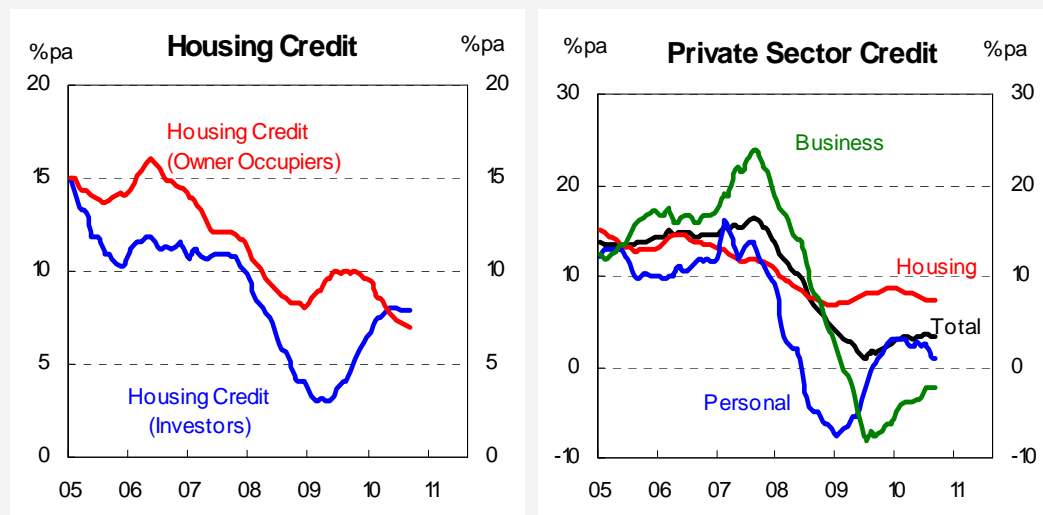 Housing Credit
%pa
%pa
20
20
Housing Credit
(Owner Occupiers)
15
15
10
10
5
5
Housing Credit
(Investors)
0
0
05 06 07 08 09 10 11
Private Sector Credit
%pa
%pa
30
30
Business
20
20
Housing
10
10
Total
0
0
Personal
-10
-10
05 06 07 08 09 10 11